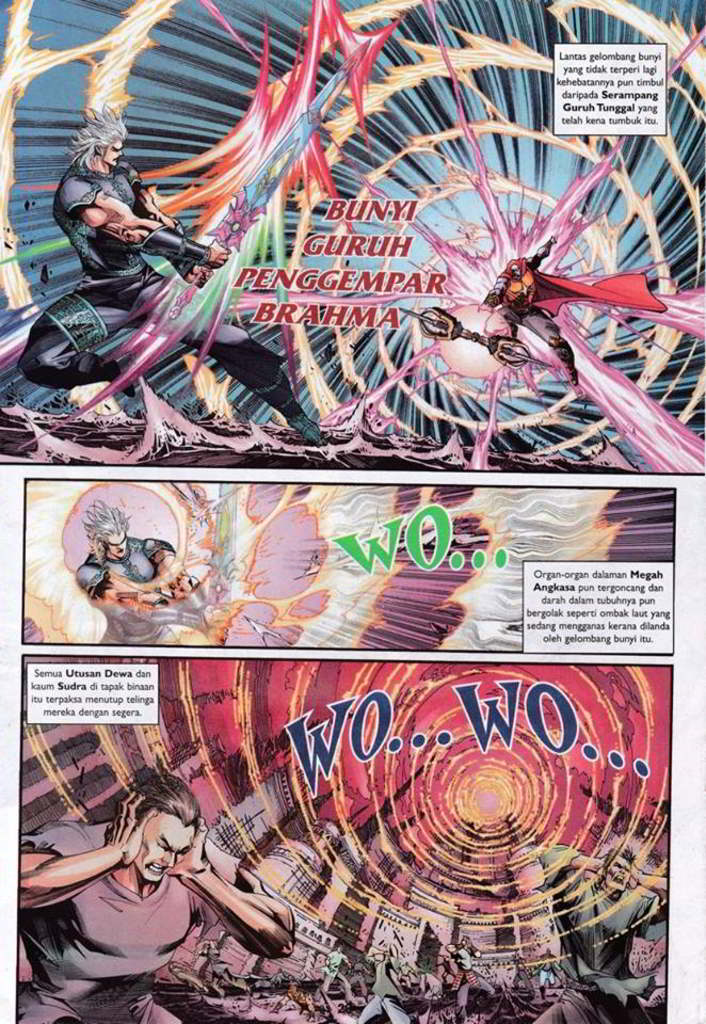 Lantas gelombang bunyi
yang tidak terperi lagi
kehebatannya pun timbul
daripada Serampang
Guruh Tunggal yang
telah kena tumbuk itu.
BUNYI
GURUH
PENGGEMPAR
BRAHMA
WO...
Organ-organ dalaman Megah
Angkasa pun tergoncang dan
darah dalam tubuhnya pun
bergolak seperti ombak laut yang
sedang mengganas kerana dilanda
oleh gelombang bunyi itu.
Semua Utusan Dewa dan
kaum Sudra di tapak binaan
itu terpaksa menutup telinga
mereka dengan segera.
WO... WO...